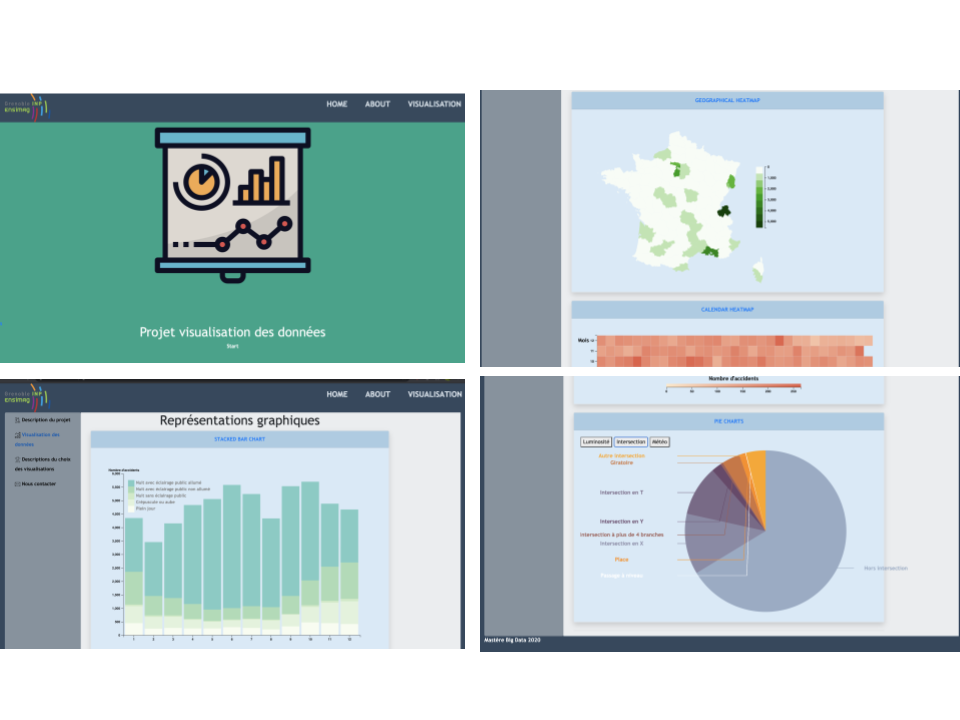 Grenoble INP
ensimag
HOME ABOUT VISUALISATION
Projet visualisation des données
Start
GEOGRAPHICAL HEATMAP
CALENDAR HEATMAP
Mois
ensimag
HOME ABOUT VISUALISATION
Description du projet
Visualisation des
données
Descriptions du choix
des visualisations
Nous contacter
Représentations graphiques
STACKED BAR CHART
Nombre d'accidents
Nuit avec éclairage public allumé
Nuit avec éclairage public non allumé
Nuit sans éclairage public
Crépuscule ou aube
Plein jour
1 2 3 4 5 6 7 8 9 10 11 12
Nombre d'accidents
PIE CHARTS
Luminosité Intersection Météo
Autre intersection
Giratoire
Intersection en T
Intersection en Y
Intersection à plus de 4 branches
Intersection en X
Place
Passage à niveau
Hors intersection
Mastère Big Data 2020